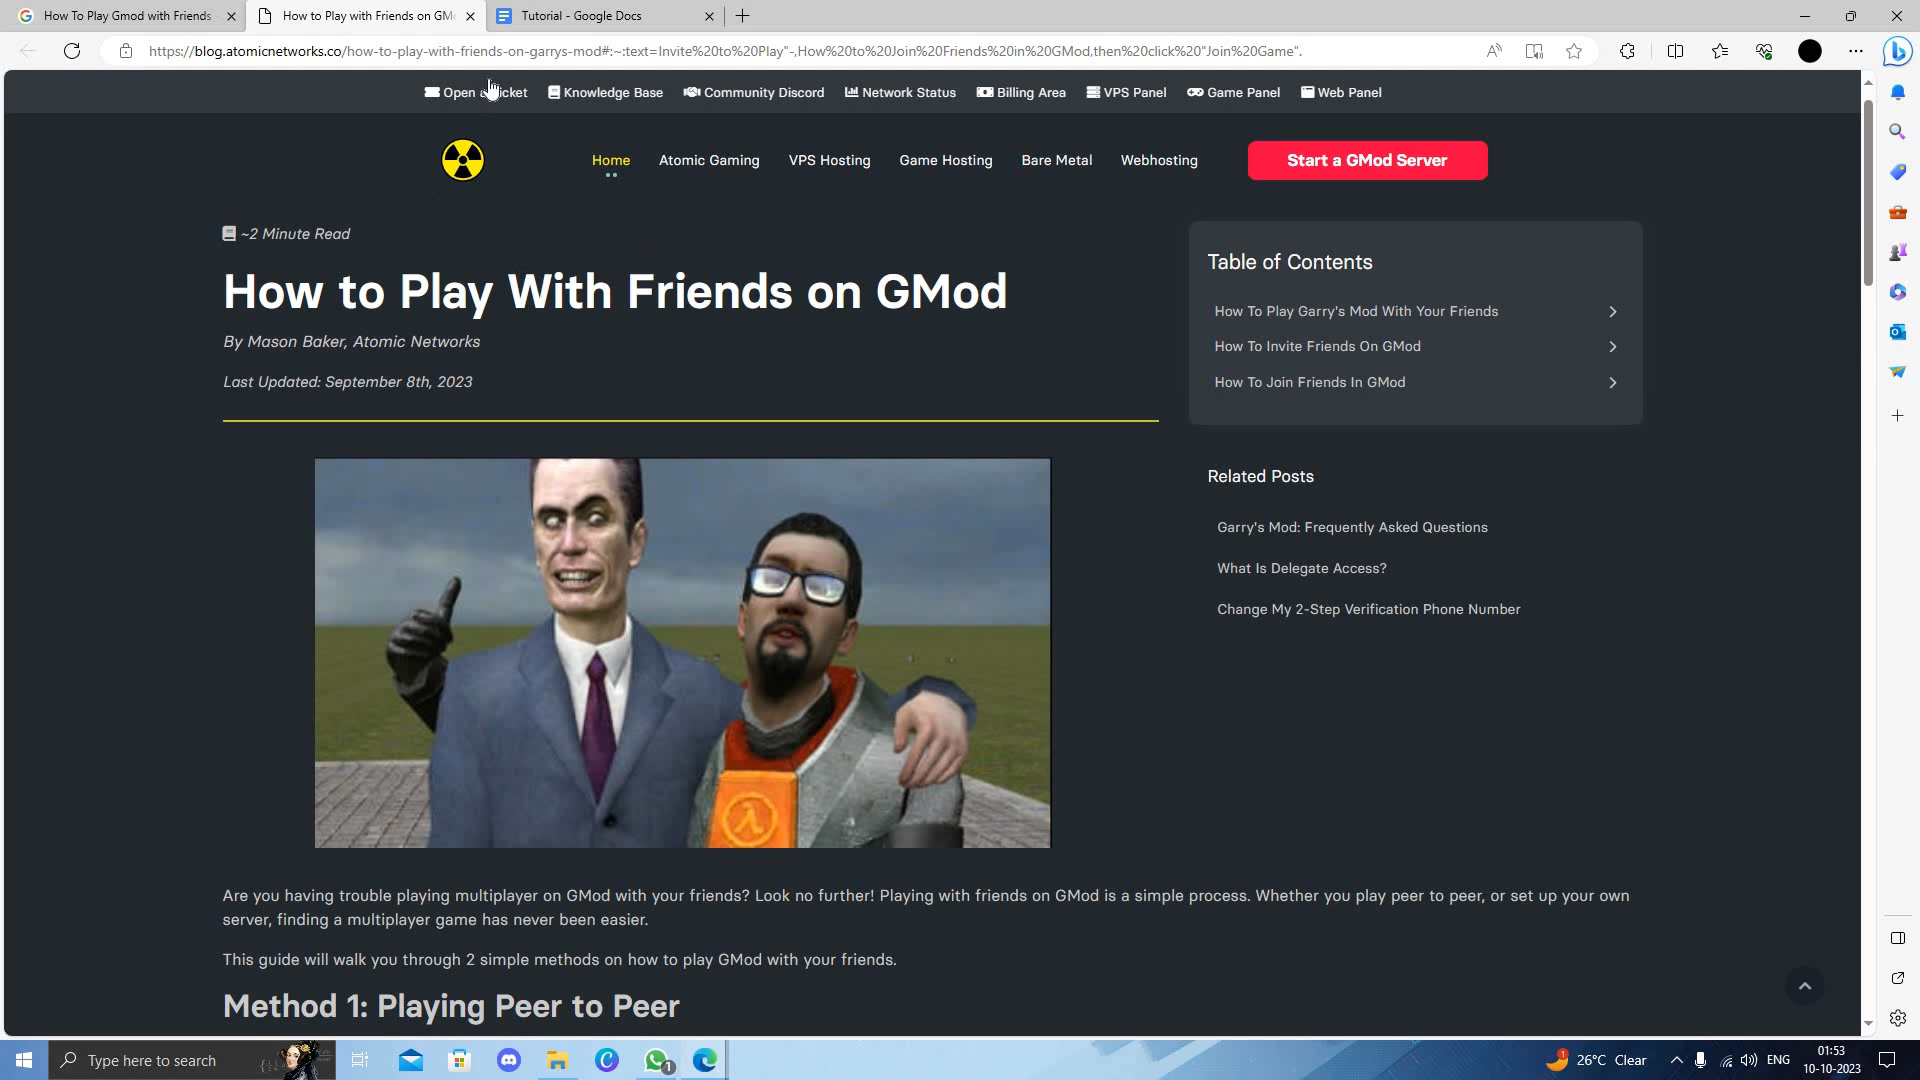 How To Play Gmod with Friends
How to Play with Friends on GM
Tutorial - Google Docs
https://blog.atomicnetworks.co/how-to-play-with-friends-on-garrys-mod#:~:text=Invite%20to%20Play"-,How%20to%20Join%20Friends%20in%20GMod,then%20click%20"Join%20Game".
Open a Ticket
Knowledge Base
Community Discord
Network Status
Billing Area
VPS Panel
Game Panel
Web Panel
Home
Atomic Gaming
VPS Hosting
Game Hosting
Bare Metal
Webhosting
Start a GMod Server
~2 Minute Read
How to Play With Friends on GMod
By Mason Baker, Atomic Networks
Last Updated: September 8th, 2023
Table of Contents
How To Play Garry's Mod With Your Friends
How To Invite Friends On GMod
How To Join Friends In GMod
Related Posts
Garry's Mod: Frequently Asked Questions
What Is Delegate Access?
Change My 2-Step Verification Phone Number
Are you having trouble playing multiplayer on GMod with your friends? Look no further! Playing with friends on GMod is a simple process. Whether you play peer to peer, or set up your own
server, finding a multiplayer game has never been easier.
This guide will walk you through 2 simple methods on how to play GMod with your friends.
Method 1: Playing Peer to Peer
Type here to search
1
1
26°C Clear
ENG
01:53
10-10-2023